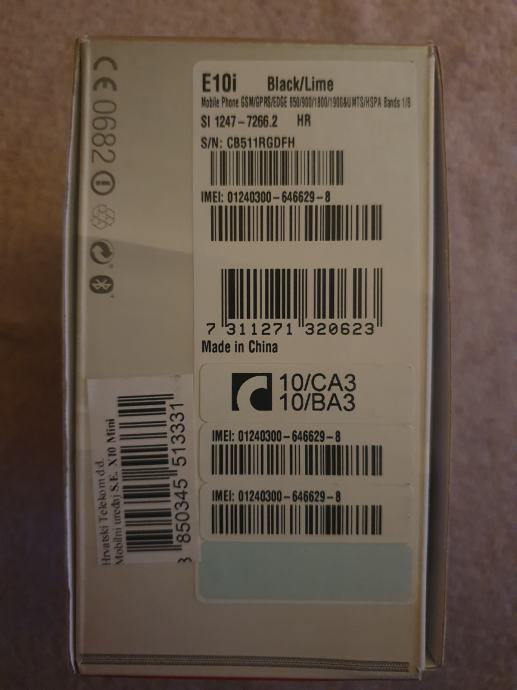 CE 0682
E10i Black/Lime
Mobile Phone GSM/GPRS/EDGE 850/900/1800/1900&UMTS/HSPA Bands 1/8
SI 1247-7266.2 HR
S/N: CB511RGDFH
IMEI: 01240300-646629-8
7 311271 320623
Made in China
10/CA3
10/BA3
IMEI: 01240300-646629-8
IMEI: 01240300-646629-8
Hrvatski Telekom d.d.
Mobilni uređaj S.E. X10 Mini
3 850345 513331